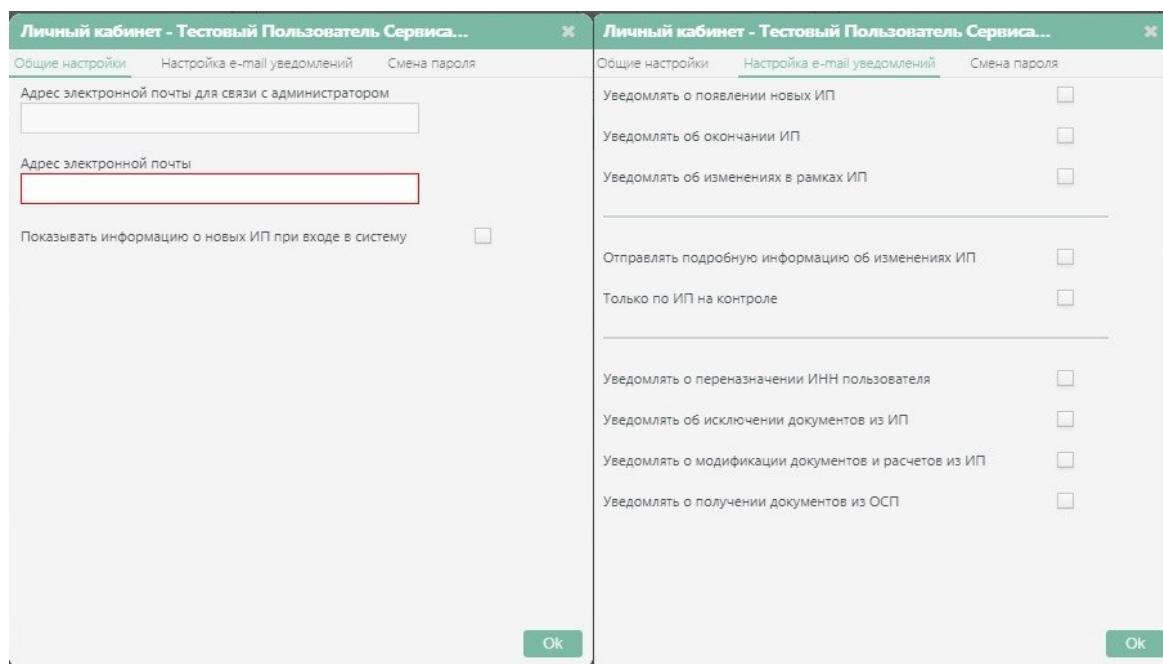 Личный кабинет - Тестовый Пользователь Сервиса...
Общие настройки Настройка e-mail уведомлений Смена пароля
Адрес электронной почты для связи с администратором
Адрес электронной почты
Показывать информацию о новых ИП при входе в систему
Ok
Личный кабинет - Тестовый Пользователь Сервиса...
Общие настройки Настройка e-mail уведомлений Смена пароля
Уведомлять о появлении новых ИП
Уведомлять об окончании ИП
Уведомлять об изменениях в рамках ИП
Отправлять подробную информацию об изменениях ИП
Только по ИП на контроле
Уведомлять о переназначении ИНН пользователя
Уведомлять об исключении документов из ИП
Уведомлять о модификации документов и расчетов из ИП
Уведомлять о получении документов из ОСП
Ok